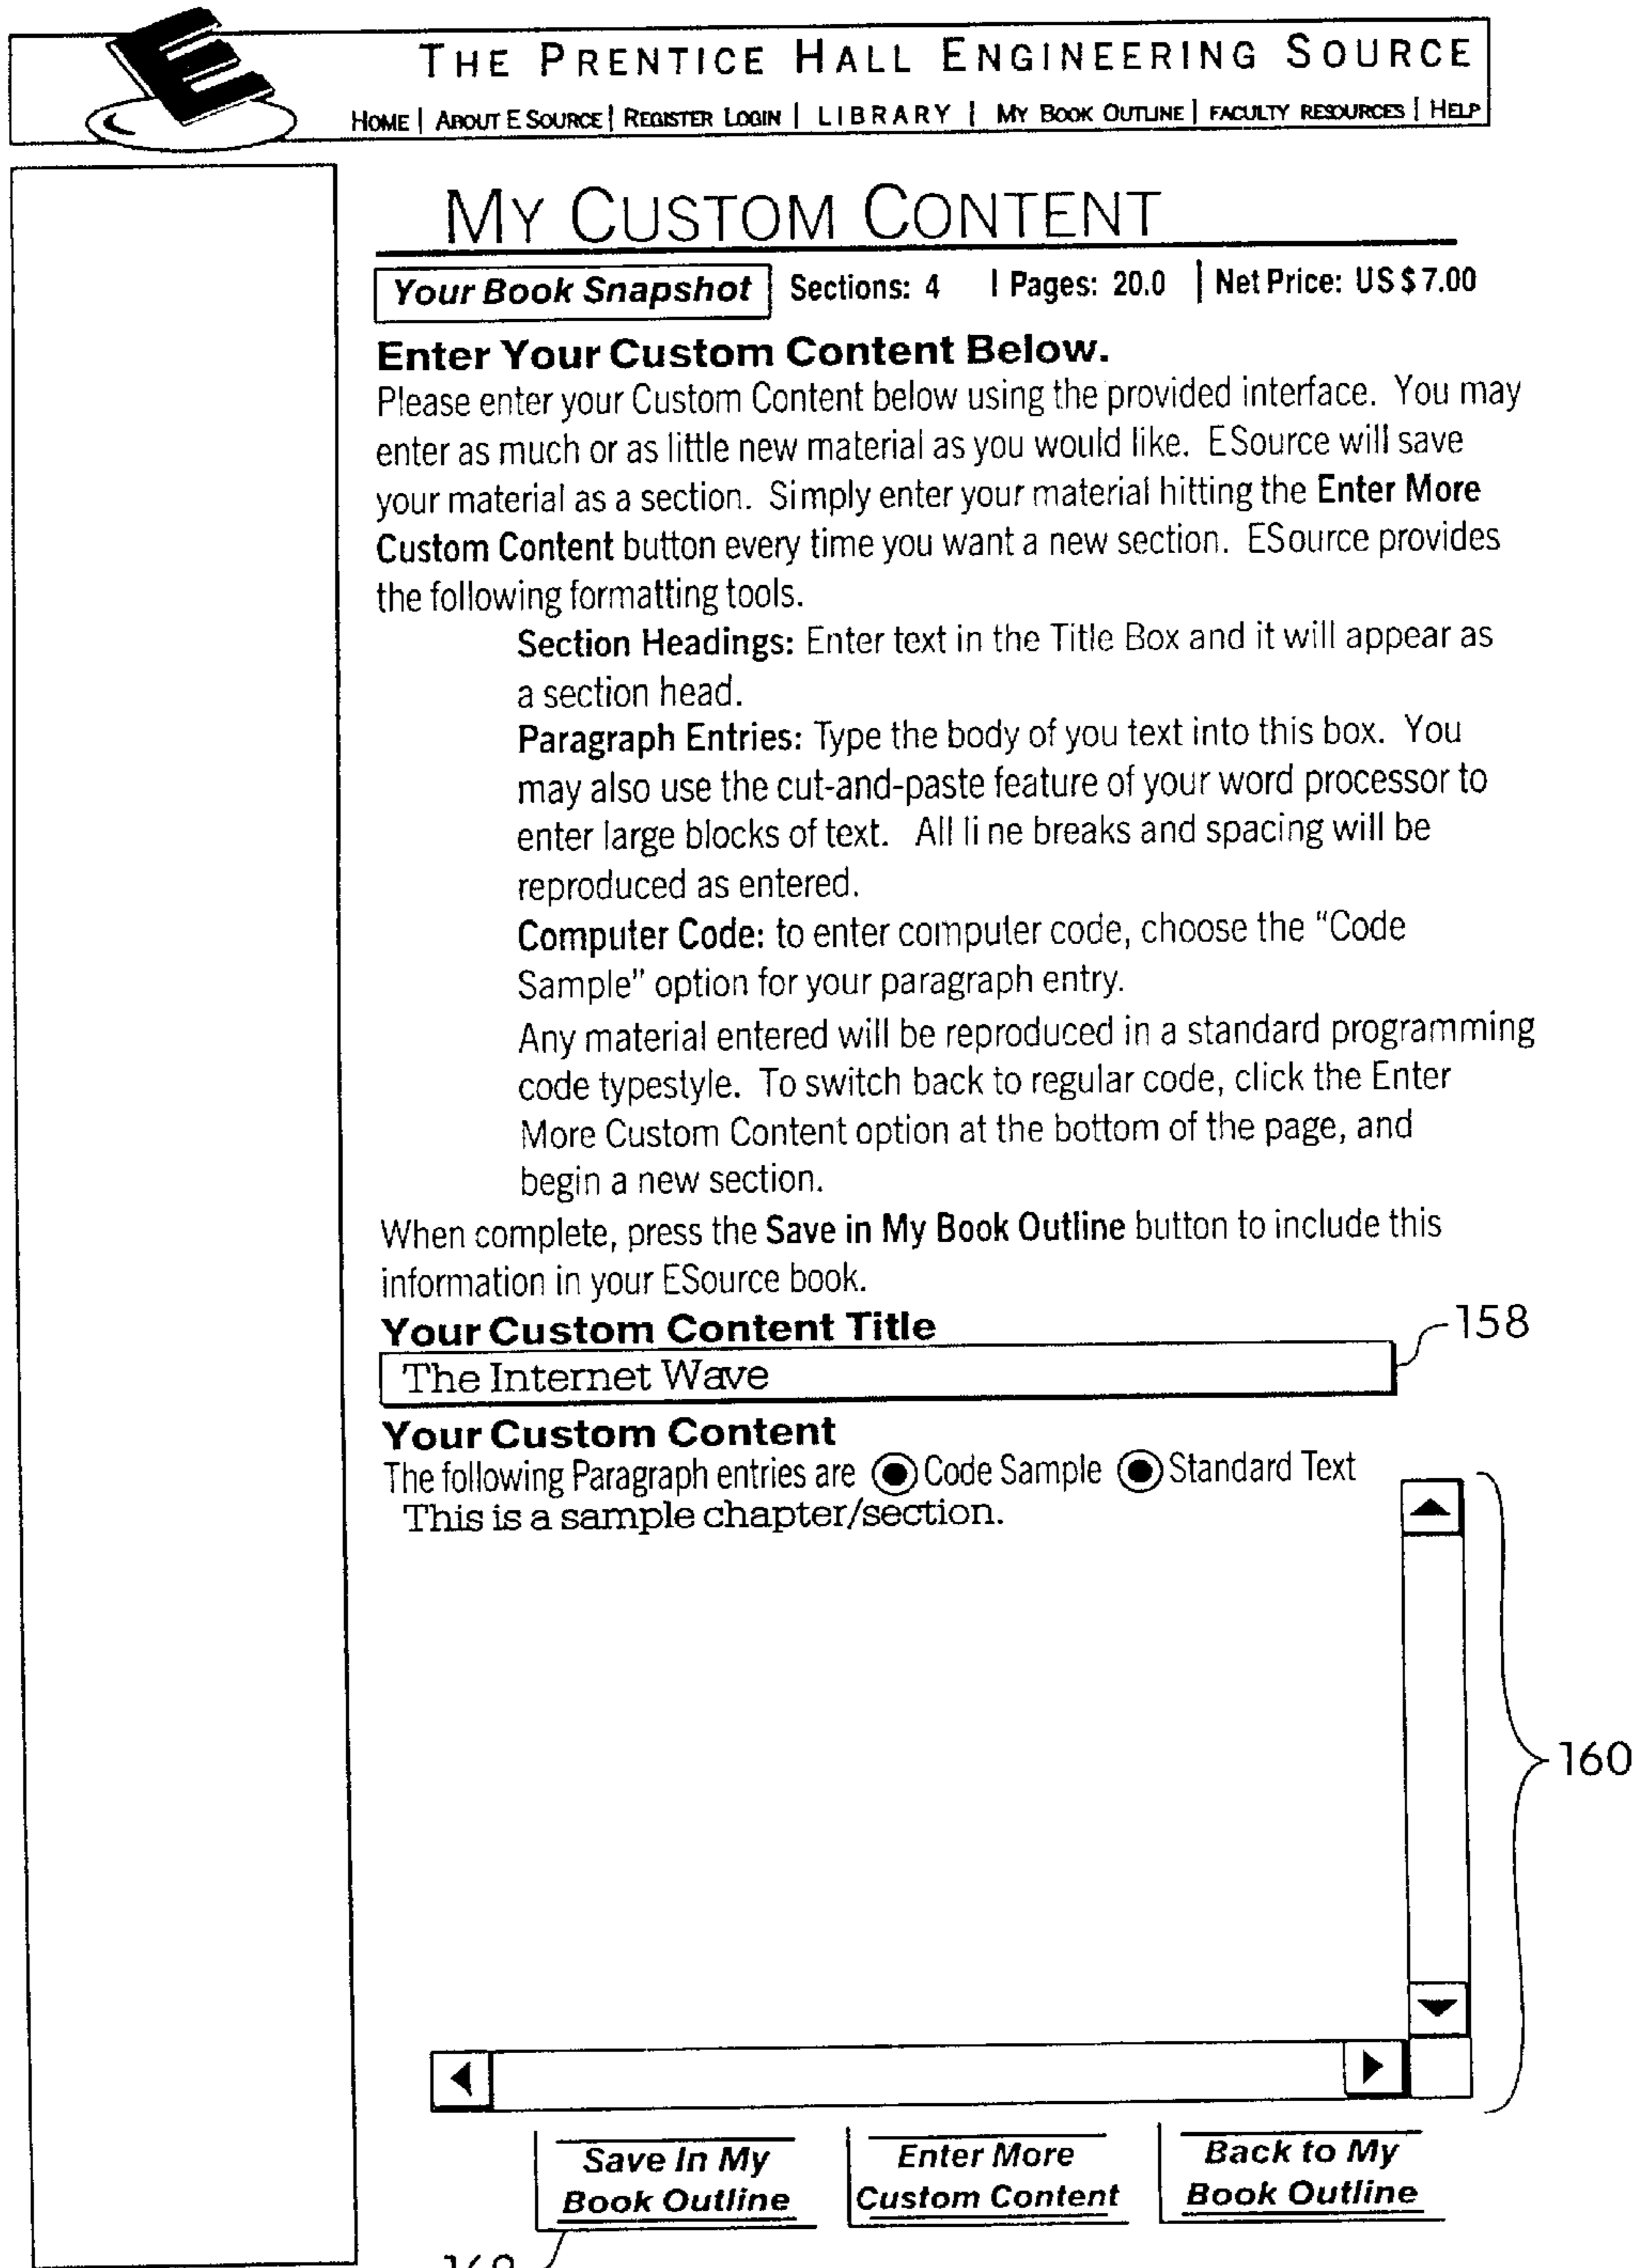 THE PRENTICE HALL ENGINEERING SOURCE
HOME | ABOUT E SOURCE | REGISTER LOGIN | LIBRARY | MY BOOK OUTLINE | FACULTY RESOURCES | HELP
MY CUSTOM CONTENT
Your Book Snapshot Sections: 4 | Pages: 20.0 | Net Price: US $7.00
Enter Your Custom Content Below.
Please enter your Custom Content below using the provided interface. You may
enter as much or as little new material as you would like. ESource will save
your material as a section. Simply enter your material hitting the Enter More
Custom Content button every time you want a new section. ESource provides
the following formatting tools.
Section Headings: Enter text in the Title Box and it will appear as
a section head.
Paragraph Entries: Type the body of you text into this box. You
may also use the cut-and-paste feature of your word processor to
enter large blocks of text. All li ne breaks and spacing will be
reproduced as entered.
Computer Code: to enter computer code, choose the "Code
Sample" option for your paragraph entry.
Any material entered will be reproduced in a standard programming
code typestyle. To switch back to regular code, click the Enter
More Custom Content option at the bottom of the page, and
begin a new section.
When complete, press the Save in My Book Outline button to include this
information in your ESource book.
Your Custom Content Title
158
The Internet Wave
Your Custom Content
The following Paragraph entries are Code Sample Standard Text
This is a sample chapter/section.
160
Save In My Book Outline
Enter More Custom Content
Back to My Book Outline